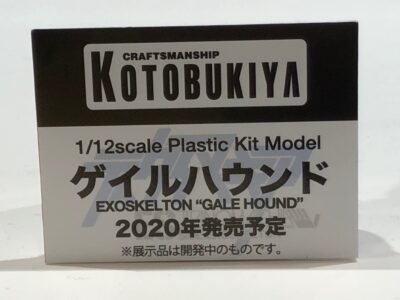 CRAFTSMANSHIP
KOTOBUKIYA
1/12scale Plastic Kit Model
ゲイルハウンド
EXOSKELTON “GALE HOUND”
2020年発売予定
※展示品は開発中のものです。